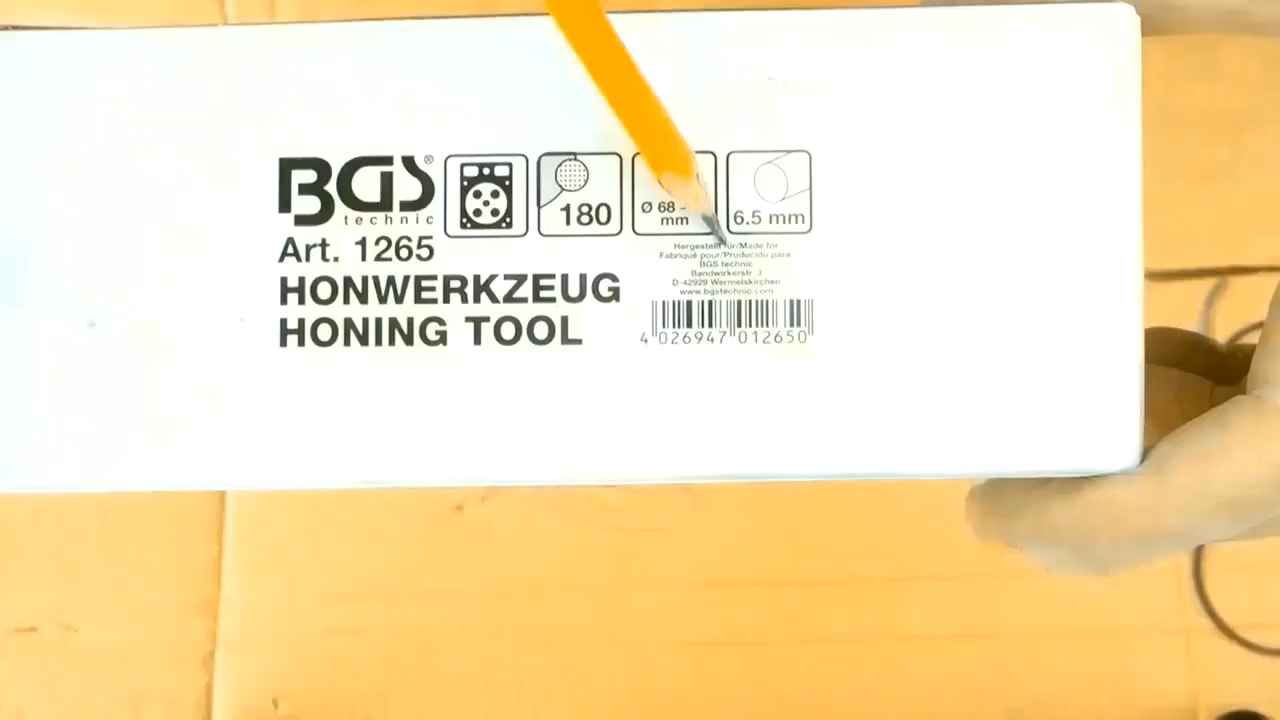 BGS®
technic
180
Ø 68 -
mm
6.5 mm
Art. 1265
HONWERKZEUG
HONING TOOL
Hergestellt für/Made for
Fabriqué pour/Producido para
BGS technic
Bandwirkerstr. 3
D-42929 Wermelskirchen
www.bgstechnic.com
4 026947 012650